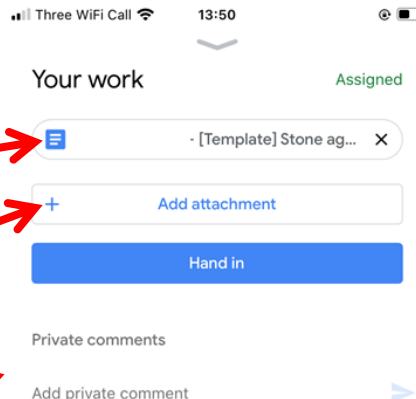 Three WiFi Call 13:50
Your work Assigned
- [Template] Stone ag...
Add attachment
Hand in
Private comments
Add private comment